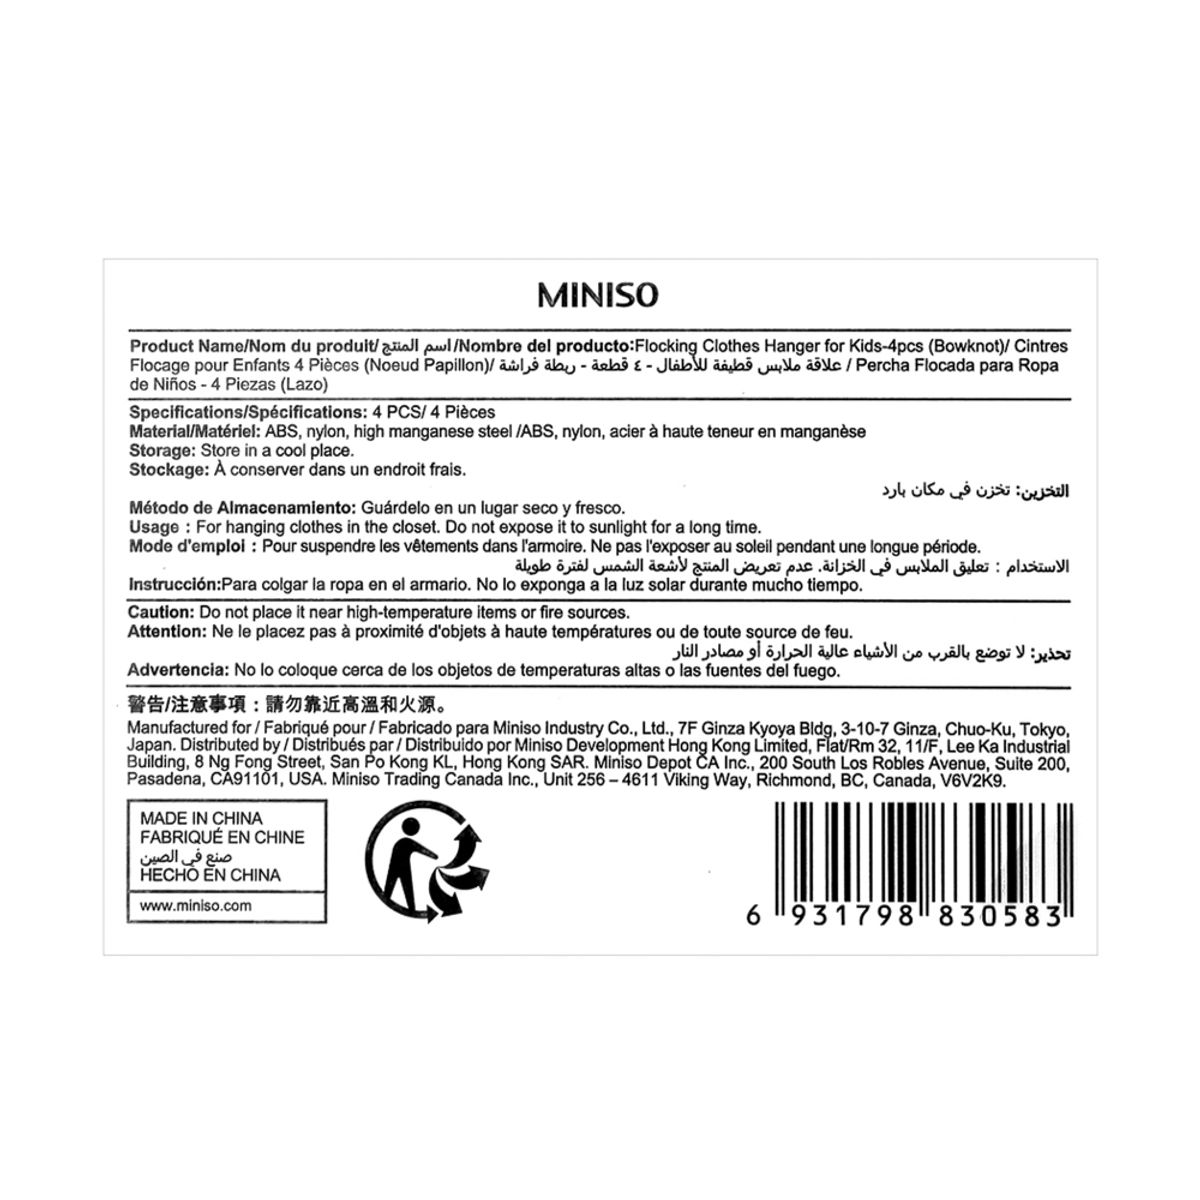 MINISO
Product Name/Nom du produit/اسم المنتج/Nombre del producto:Flocking Clothes Hanger for Kids-4pcs (Bowknot)/ Cintres
Flocage pour Enfants 4 Pièces (Noeud Papillon)/ علاقة ملابس قطيفة للأطفال - ٤ قطعة - ربطة فراشة / Percha Flocada para Ropa
de Niños - 4 Piezas (Lazo)
Specifications/Spécifications: 4 PCS/ 4 Pièces
Material/Matériel: ABS, nylon, high manganese steel /ABS, nylon, acier à haute teneur en manganèse
Storage: Store in a cool place.
Stockage: À conserver dans un endroit frais.
التخزين: تخزن في مكان بارد
Método de Almacenamiento: Guárdelo en un lugar seco y fresco.
Usage : For hanging clothes in the closet. Do not expose it to sunlight for a long time.
Mode d'emploi : Pour suspendre les vêtements dans l'armoire. Ne pas l'exposer au soleil pendant une longue période.
الاستخدام : تعليق الملابس في الخزانة. عدم تعريض المنتج لأشعة الشمس لفترة طويلة
Instrucción:Para colgar la ropa en el armario. No lo exponga a la luz solar durante mucho tiempo.
Caution: Do not place it near high-temperature items or fire sources.
Attention: Ne le placez pas à proximité d'objets à haute températures ou de toute source de feu.
تحذير: لا توضع بالقرب من الأشياء عالية الحرارة أو مصادر النار
Advertencia: No lo coloque cerca de los objetos de temperaturas altas o las fuentes del fuego.
警告/注意事項：請勿靠近高溫和火源。
Manufactured for / Fabriqué pour / Fabricado para Miniso Industry Co., Ltd., 7F Ginza Kyoya Bldg, 3-10-7 Ginza, Chuo-Ku, Tokyo,
Japan. Distributed by / Distribués par / Distribuido por Miniso Development Hong Kong Limited, Flat/Rm 32, 11/F, Lee Ka Industrial
Building, 8 Ng Fong Street, San Po Kong KL, Hong Kong SAR. Miniso Depot CA Inc., 200 South Los Robles Avenue, Suite 200,
Pasadena, CA91101, USA. Miniso Trading Canada Inc., Unit 256 – 4611 Viking Way, Richmond, BC, Canada, V6V2K9.
MADE IN CHINA
FABRIQUÉ EN CHINE
صنع في الصين
HECHO EN CHINA
www.miniso.com
6 931798 830583